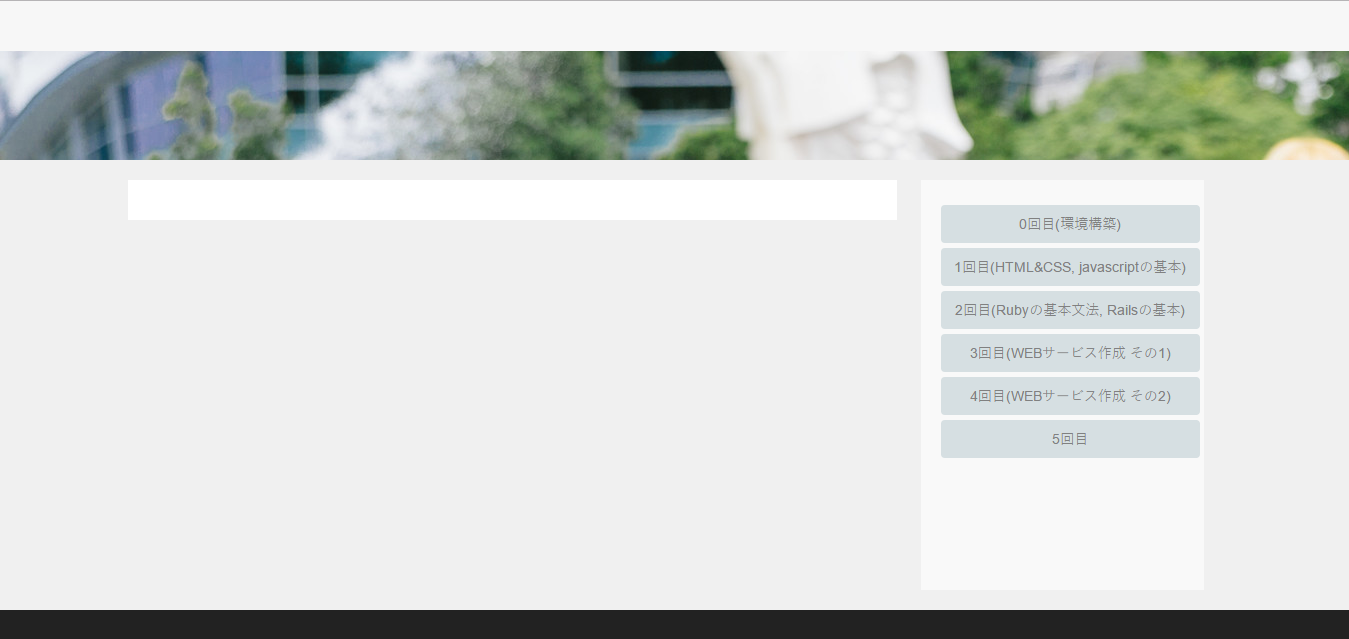 0回目(環境構築)
1回目(HTML&CSS, javascriptの基本)
2回目(Rubyの基本文法, Railsの基本)
3回目(WEBサービス作成 その1)
4回目(WEBサービス作成 その2)
5回目